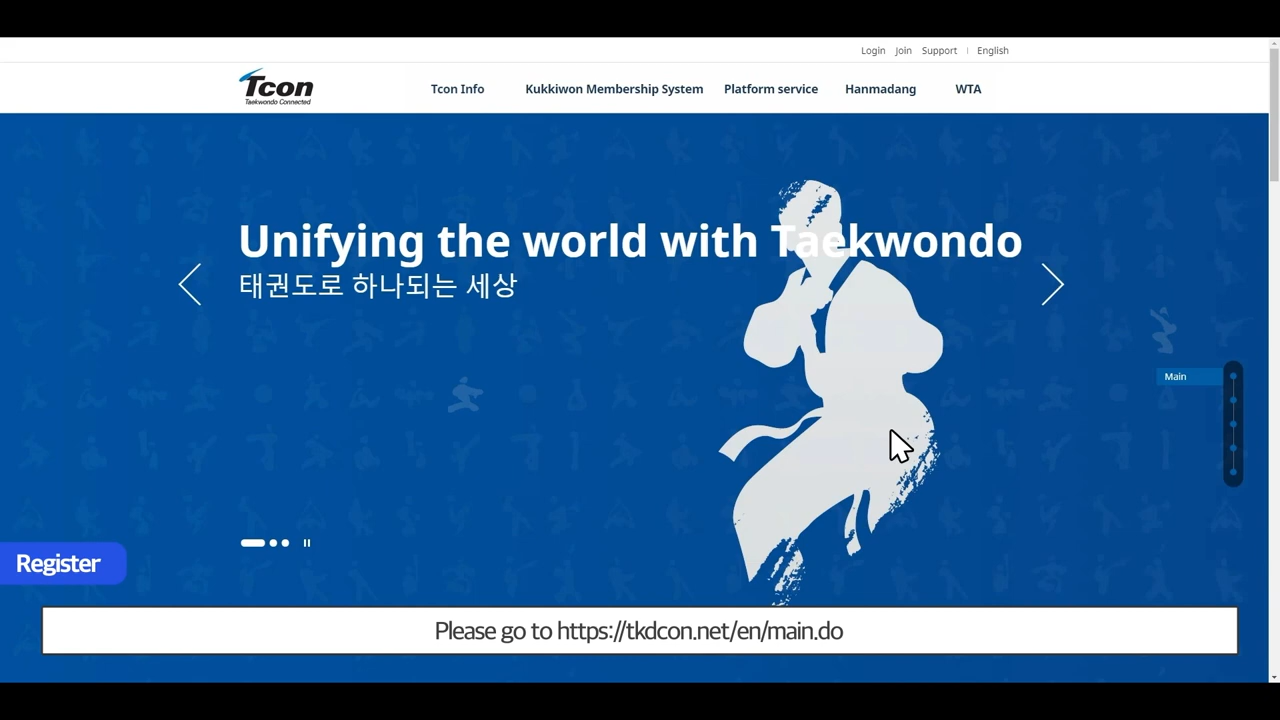 Login Join Support | English
Tcon
Taekwondo Connected
Tcon Info Kukkiwon Membership System Platform service Hanmadang WTA
Unifying the world with Taekwondo
태권도로 하나되는 세상
Main
Register
Please go to https://tkdcon.net/en/main.do